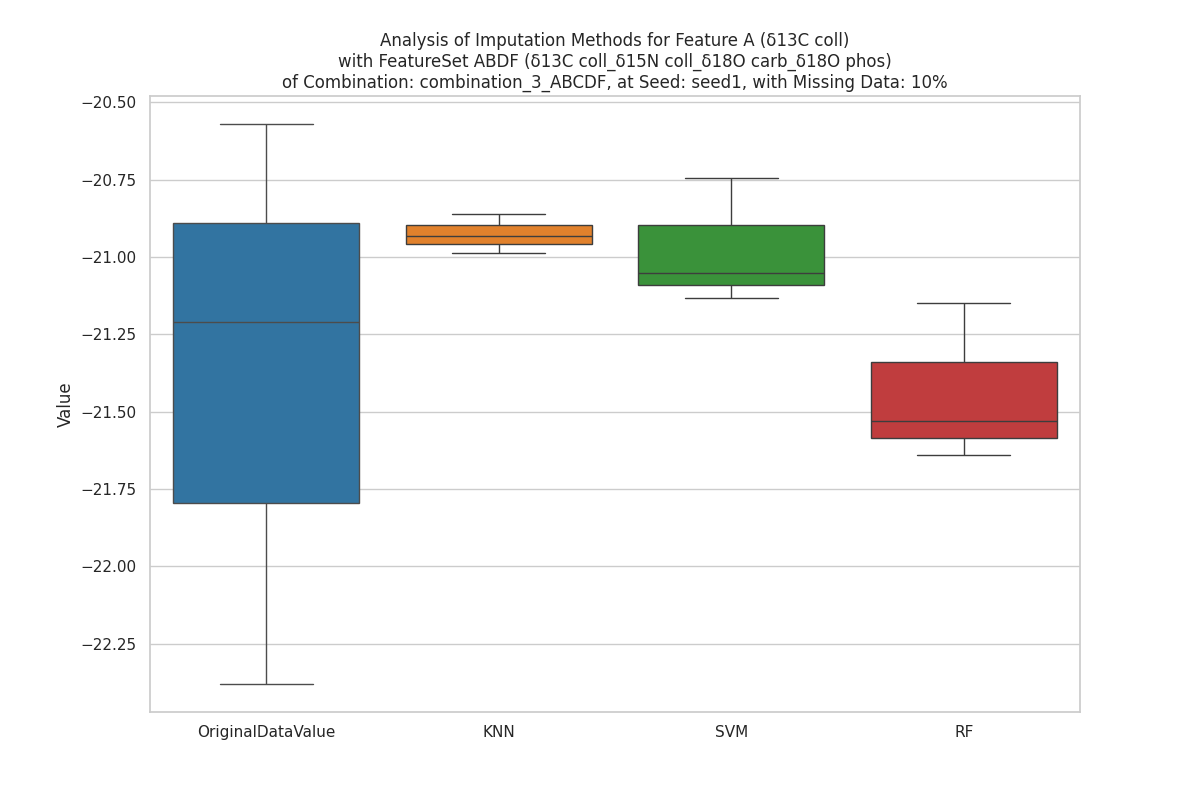 Analysis of Imputation Methods for Feature A (δ13C coll)
with FeatureSet ABDF (δ13C coll_δ15N coll_δ18O carb_δ18O phos)
of Combination: combination_3_ABCDF, at Seed: seed1, with Missing Data: 10%
−20.50
−20.75
−21.00
−21.25
−21.50
−21.75
−22.00
−22.25
Value
OriginalDataValue
KNN
SVM
RF